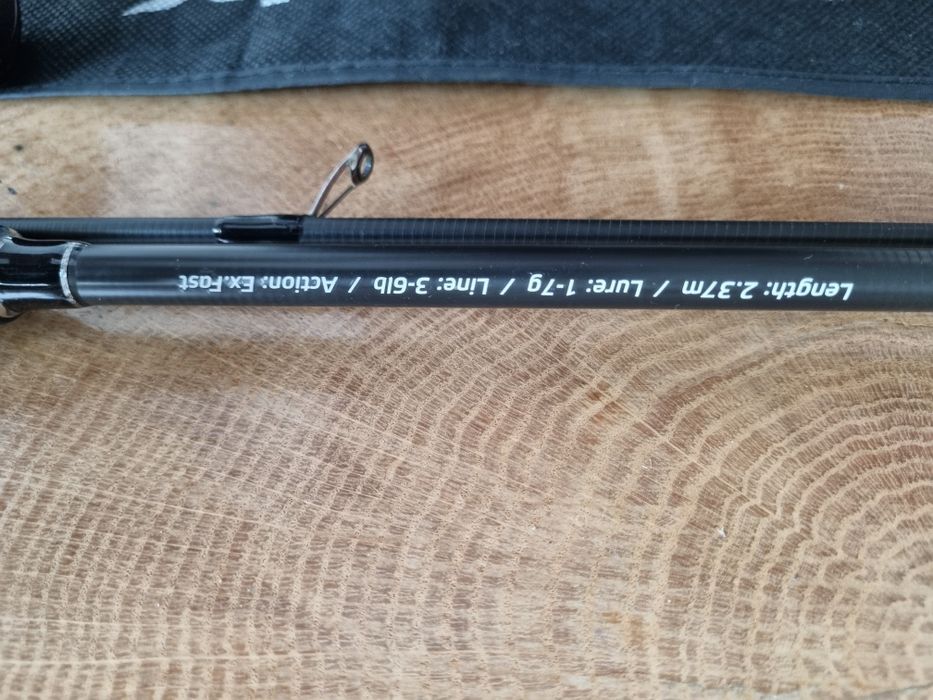 Length: 2.37m / Lure: 1-7g / Line: 3-6lb / Action: Ex.Fast